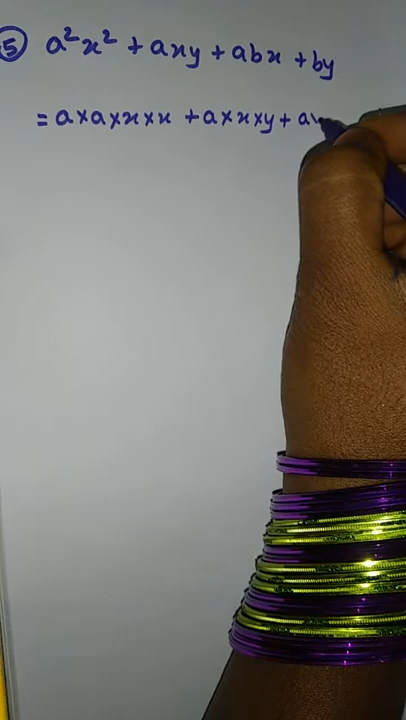 ⑤ a²x² + axy + abx + by
= a×a×x×x + a×x×y + a×